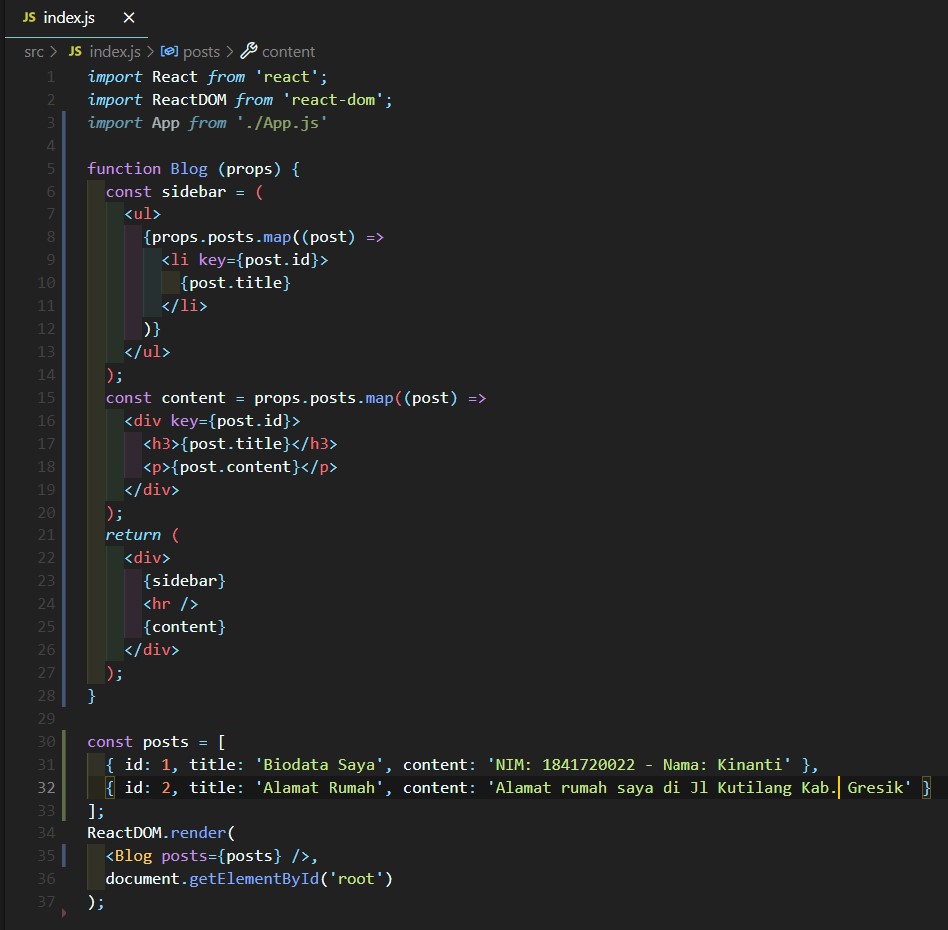 JS index.js ×
src > JS index.js > posts > content
1 import React from 'react';
2 import ReactDOM from 'react-dom';
3 import App from './App.js'
4
5 function Blog (props) {
6   const sidebar = (
7     <ul>
8       {props.posts.map((post) =>
9         <li key={post.id}>
10           {post.title}
11         </li>
12       )}
13     </ul>
14   );
15   const content = props.posts.map((post) =>
16     <div key={post.id}>
17       <h3>{post.title}</h3>
18       <p>{post.content}</p>
19     </div>
20   );
21   return (
22     <div>
23       {sidebar}
24       <hr />
25       {content}
26     </div>
27   );
28 }
29
30 const posts = [
31   { id: 1, title: 'Biodata Saya', content: 'NIM: 1841720022 - Nama: Kinanti' },
32   { id: 2, title: 'Alamat Rumah', content: 'Alamat rumah saya di Jl Kutilang Kab. Gresik' }
33 ];
34 ReactDOM.render(
35   <Blog posts={posts} />,
36   document.getElementById('root')
37 );